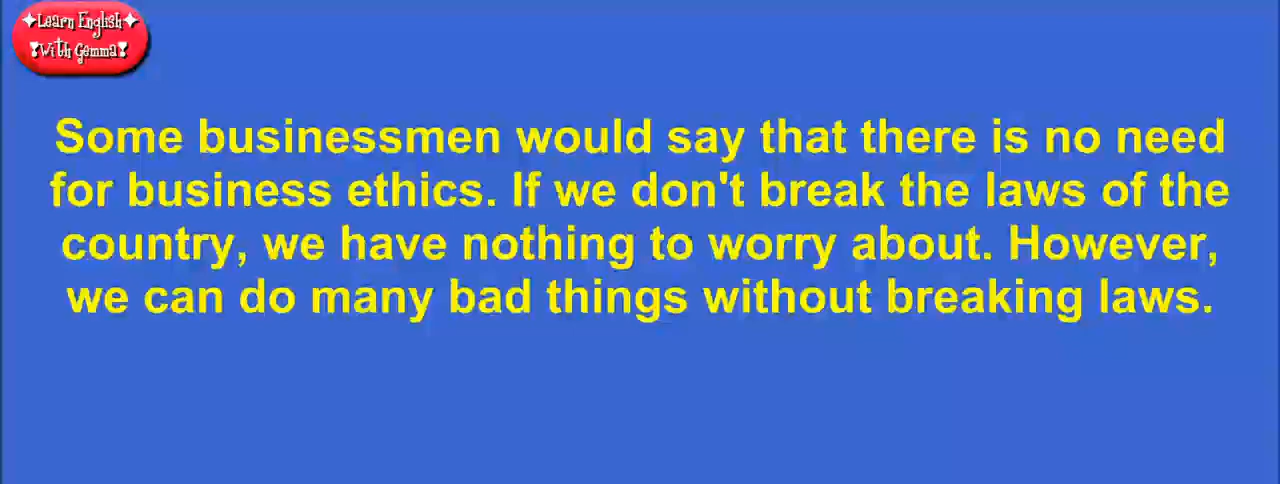 ✦Learn English✦
❣With Gemma❣
Some businessmen would say that there is no need
for business ethics. If we don't break the laws of the
country, we have nothing to worry about. However,
we can do many bad things without breaking laws.